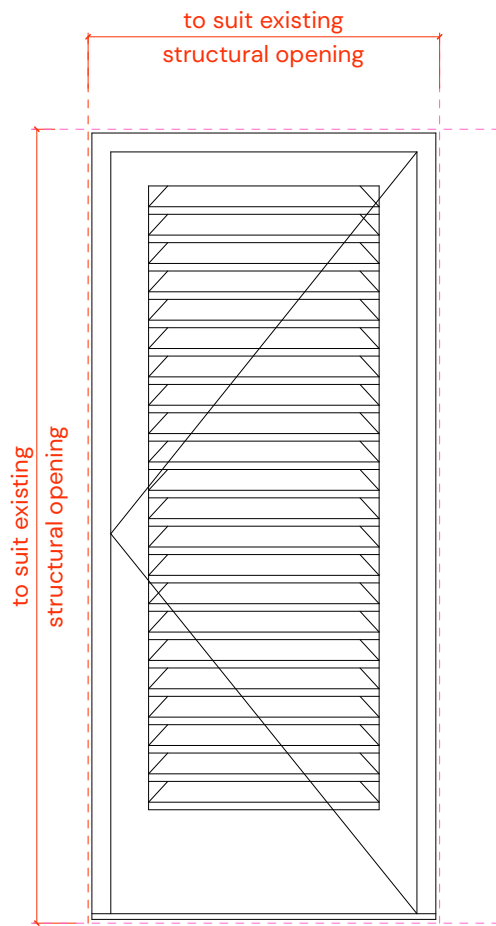 to suit existing
structural opening
to suit existing
structural opening